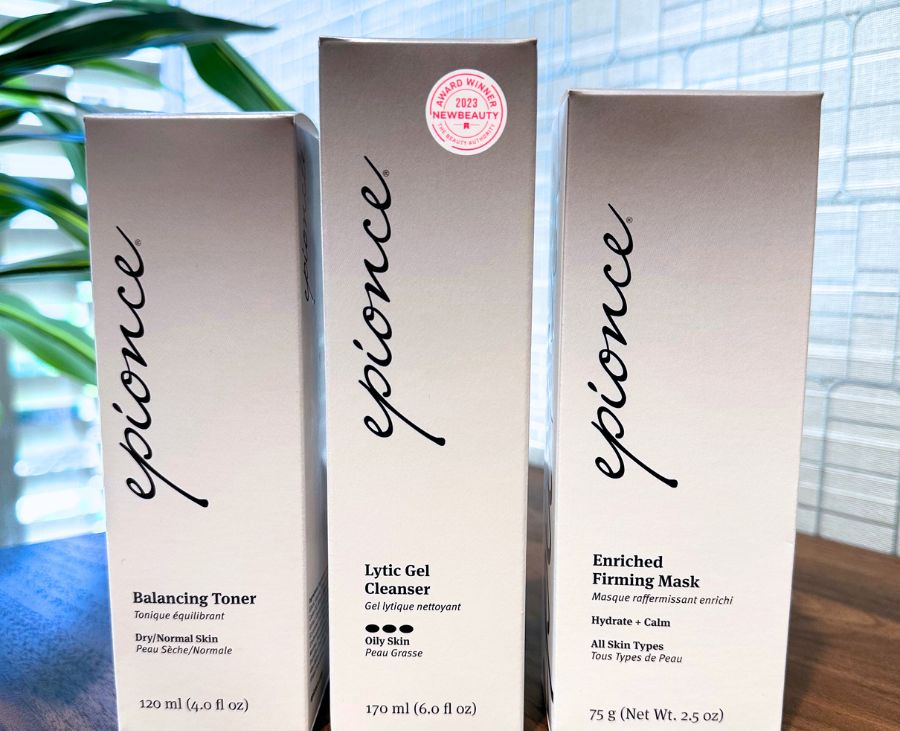 epionce®
Balancing Toner
Tonique équilibrant
Dry/Normal Skin
Peau Sèche/Normale
120 ml (4.0 fl oz)
AWARD WINNER
2023
NEWBEAUTY
THE BEAUTY AUTHORITY
epionce®
Lytic Gel
Cleanser
Gel lytique nettoyant
Oily Skin
Peau Grasse
170 ml (6.0 fl oz)
epionce®
Enriched
Firming Mask
Masque raffermissant enrichi
Hydrate + Calm
All Skin Types
Tous Types de Peau
75 g (Net Wt. 2.5 oz)